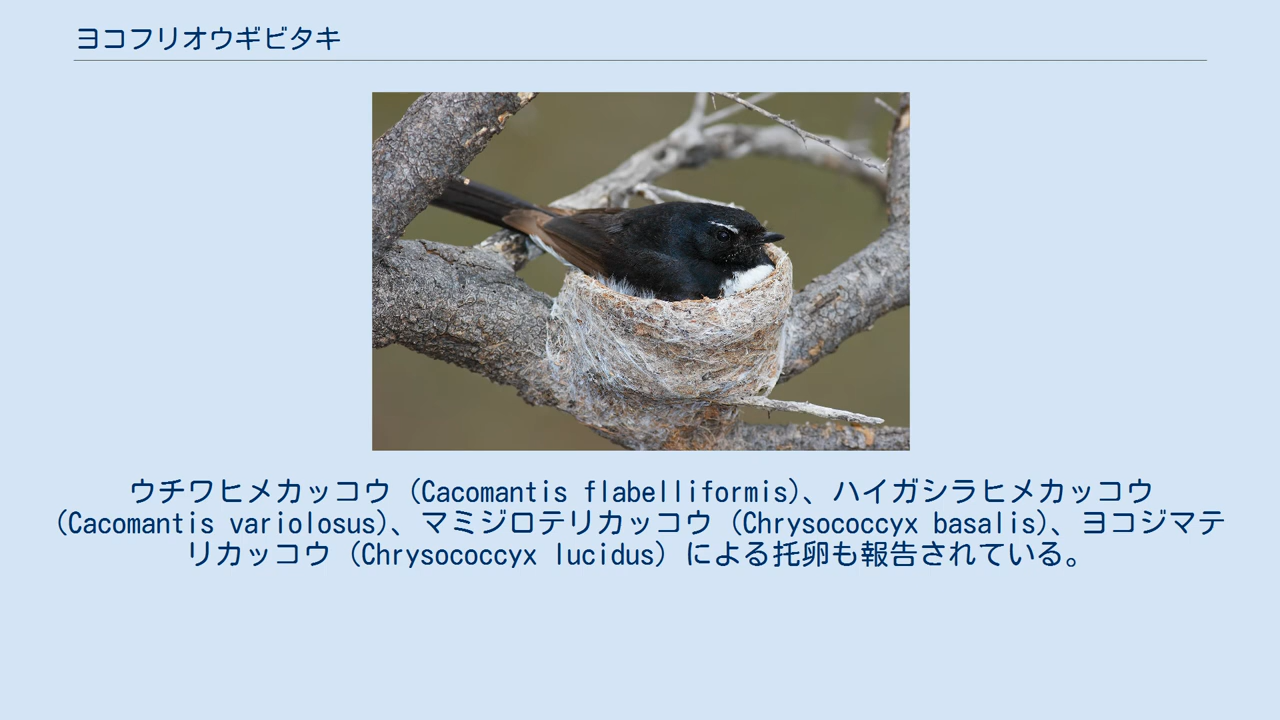 ヨコフリオウギビタキ
ウチワヒメカッコウ（Cacomantis flabelliformis）、ハイガシラヒメカッコウ
（Cacomantis variolosus）、マミジロテリカッコウ（Chrysococcyx basalis）、ヨコジマテ
リカッコウ（Chrysococcyx lucidus）による托卵も報告されている。